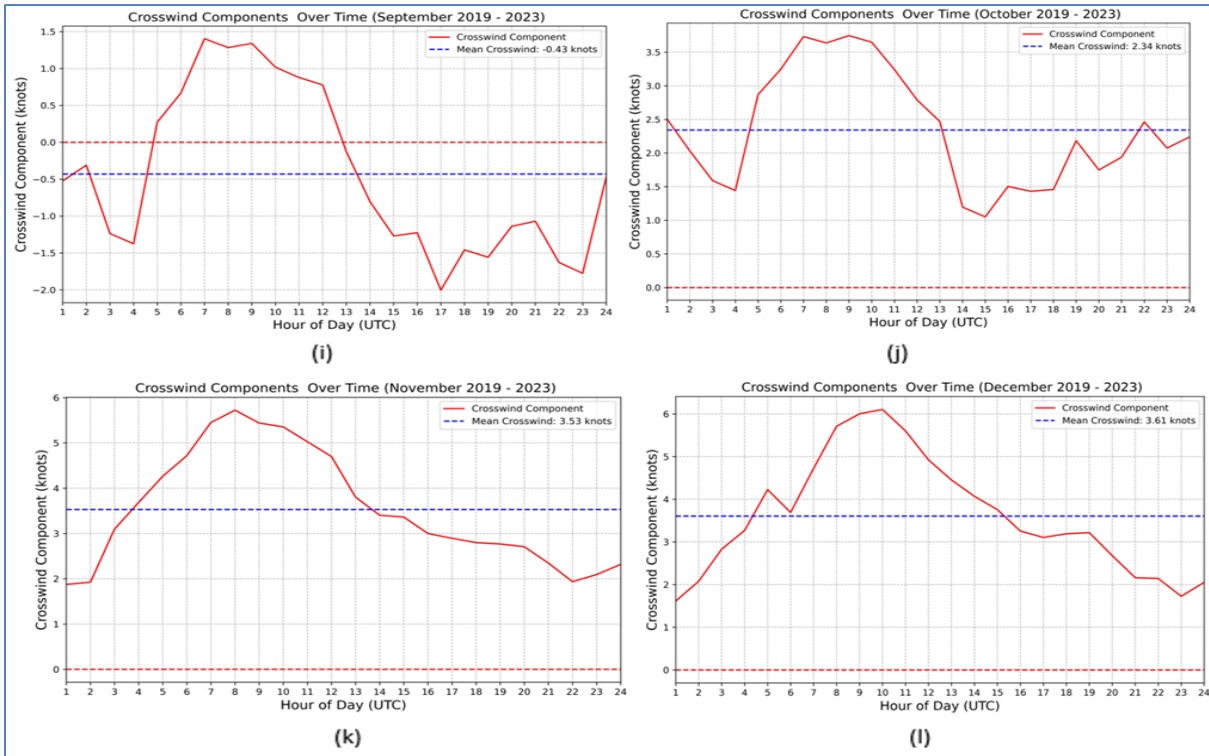 Crosswind Components Over Time (September 2019 - 2023)
Crosswind Component
Mean Crosswind: -0.43 knots
Crosswind Component (knots)
1.5
1.0
0.5
0.0
−0.5
−1.0
−1.5
−2.0
1 2 3 4 5 6 7 8 9 10 11 12 13 14 15 16 17 18 19 20 21 22 23 24
Hour of Day (UTC)
(i)
Crosswind Components Over Time (October 2019 - 2023)
Crosswind Component
Mean Crosswind: 2.34 knots
Crosswind Component (knots)
3.5
3.0
2.5
2.0
1.5
1.0
0.5
0.0
1 2 3 4 5 6 7 8 9 10 11 12 13 14 15 16 17 18 19 20 21 22 23 24
Hour of Day (UTC)
(j)
Crosswind Components Over Time (November 2019 - 2023)
Crosswind Component
Mean Crosswind: 3.53 knots
Crosswind Component (knots)
6
5
4
3
2
1
0
1 2 3 4 5 6 7 8 9 10 11 12 13 14 15 16 17 18 19 20 21 22 23 24
Hour of Day (UTC)
(k)
Crosswind Components Over Time (December 2019 - 2023)
Crosswind Component
Mean Crosswind: 3.61 knots
Crosswind Component (knots)
6
5
4
3
2
1
0
1 2 3 4 5 6 7 8 9 10 11 12 13 14 15 16 17 18 19 20 21 22 23 24
Hour of Day (UTC)
(l)